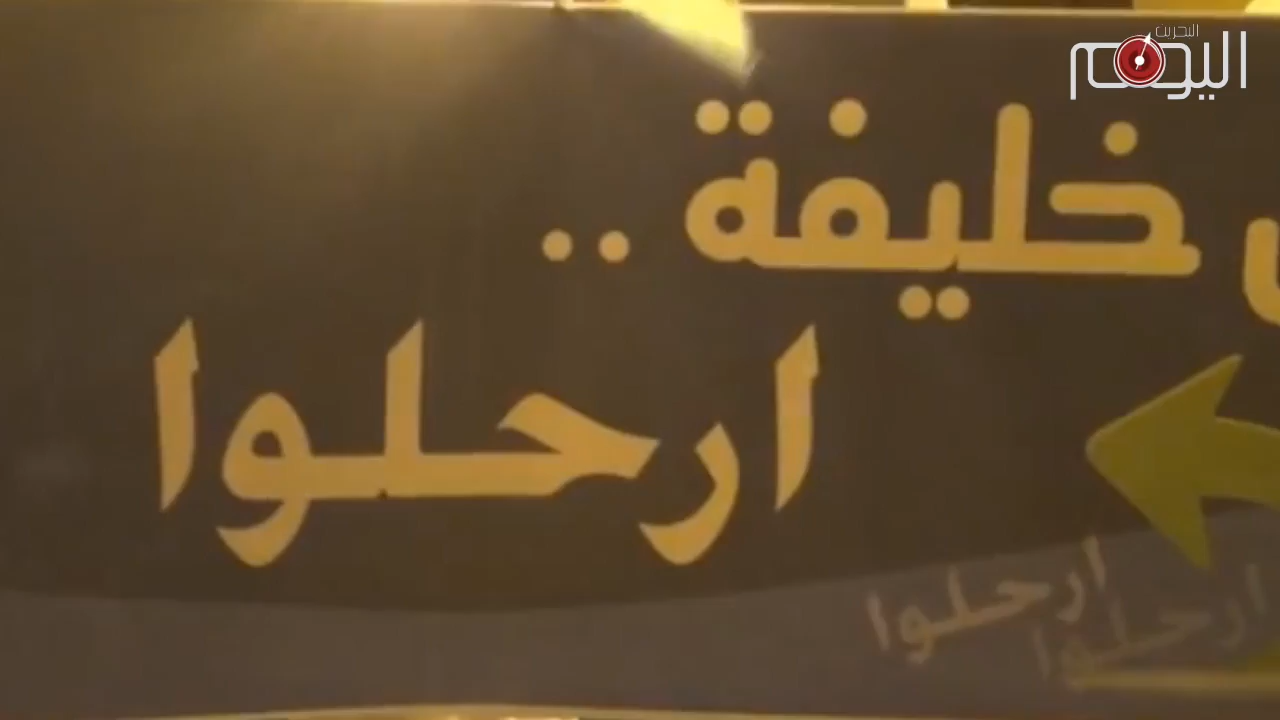 البحرين
اليوم
خليفة ..
ارحلوا
ارحلوا
ارحلوا